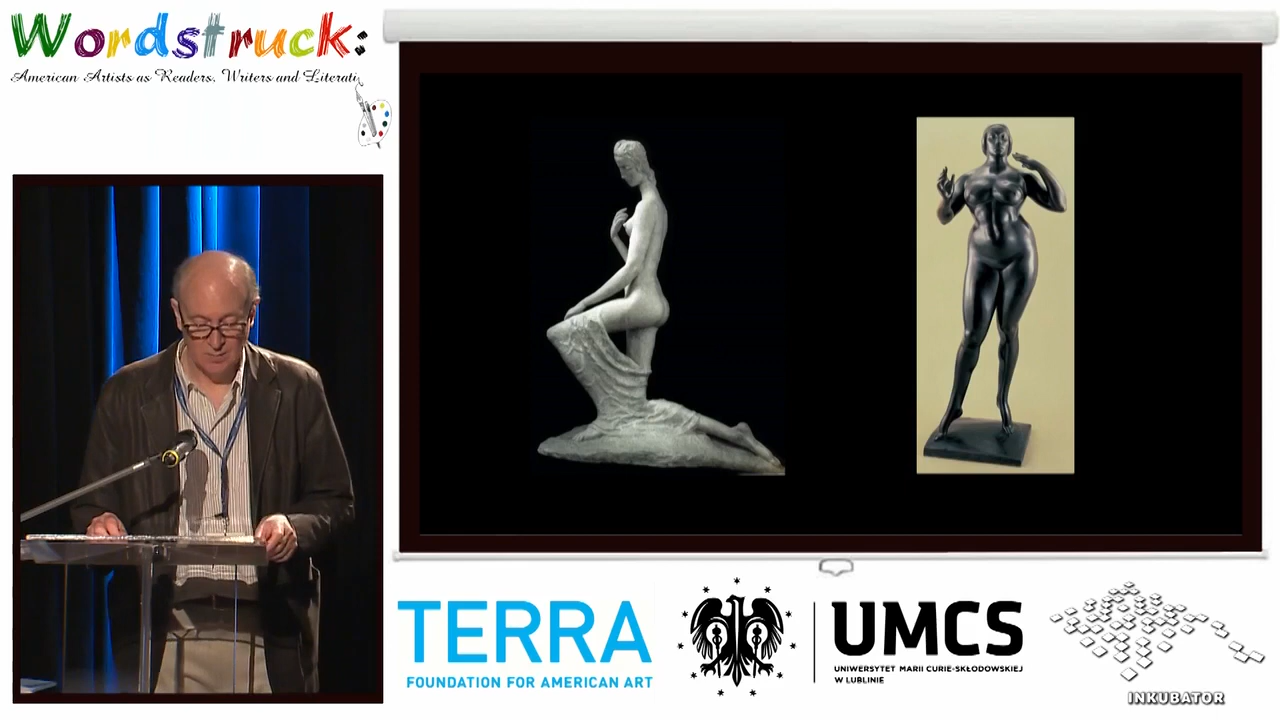 Wordstruck:
American Artists as Readers, Writers and Literati
TERRA
FOUNDATION FOR AMERICAN ART
UMCS
UNIWERSYTET MARII CURIE-SKŁODOWSKIEJ
W LUBLINIE
INKUBATOR